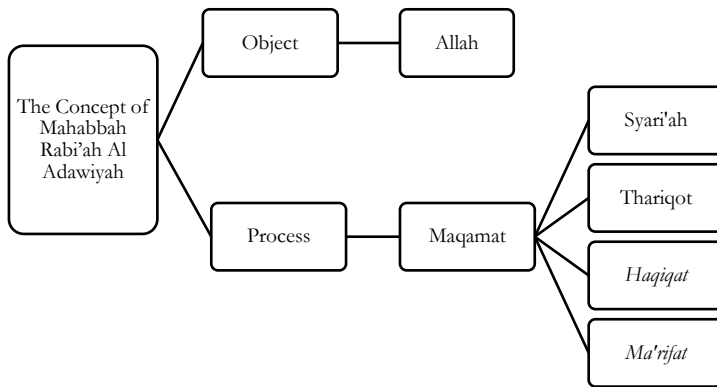 The Concept of
Mahabbah
Rabi’ah Al
Adawiyah
Object
Allah
Process
Maqamat
Syari'ah
Thariqot
Haqiqat
Ma'rifat